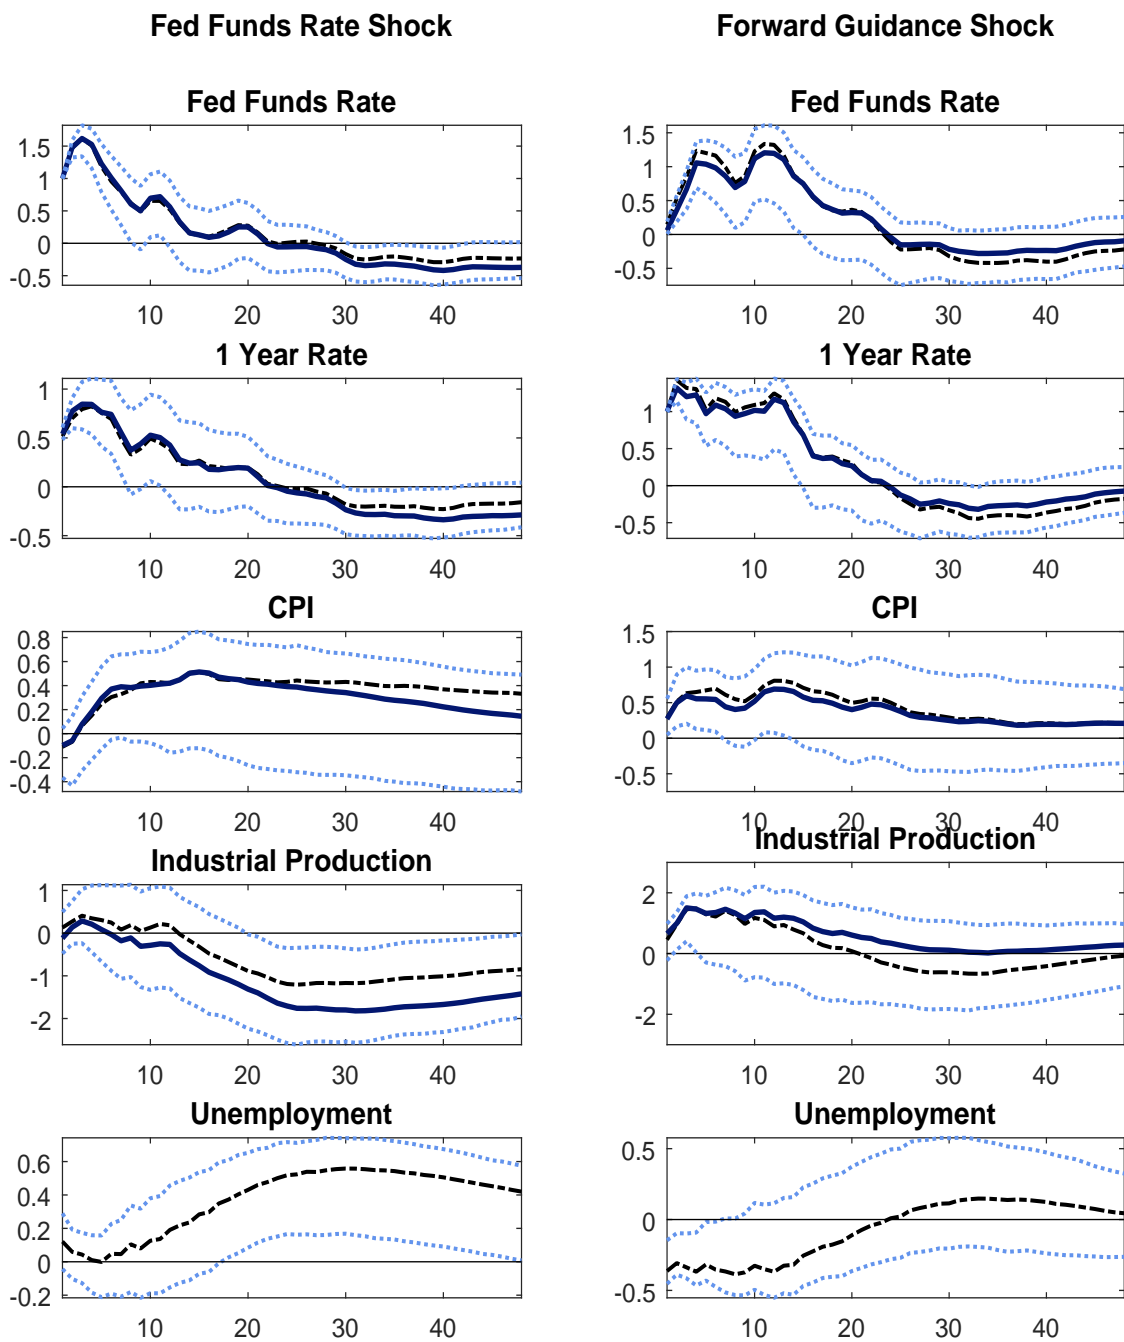 Fed Funds Rate Shock
Forward Guidance Shock
Fed Funds Rate
1.5
1
0.5
0
-0.5
10 20 30 40
Fed Funds Rate
1.5
1
0.5
0
-0.5
10 20 30 40
1 Year Rate
1
0.5
0
-0.5
10 20 30 40
1 Year Rate
1
0.5
0
-0.5
10 20 30 40
CPI
0.8
0.6
0.4
0.2
0
-0.2
-0.4
10 20 30 40
CPI
1.5
1
0.5
0
-0.5
10 20 30 40
Industrial Production
1
0
-1
-2
10 20 30 40
Industrial Production
2
0
-2
10 20 30 40
Unemployment
0.6
0.4
0.2
0
-0.2
10 20 30 40
Unemployment
0.5
0
-0.5
10 20 30 40